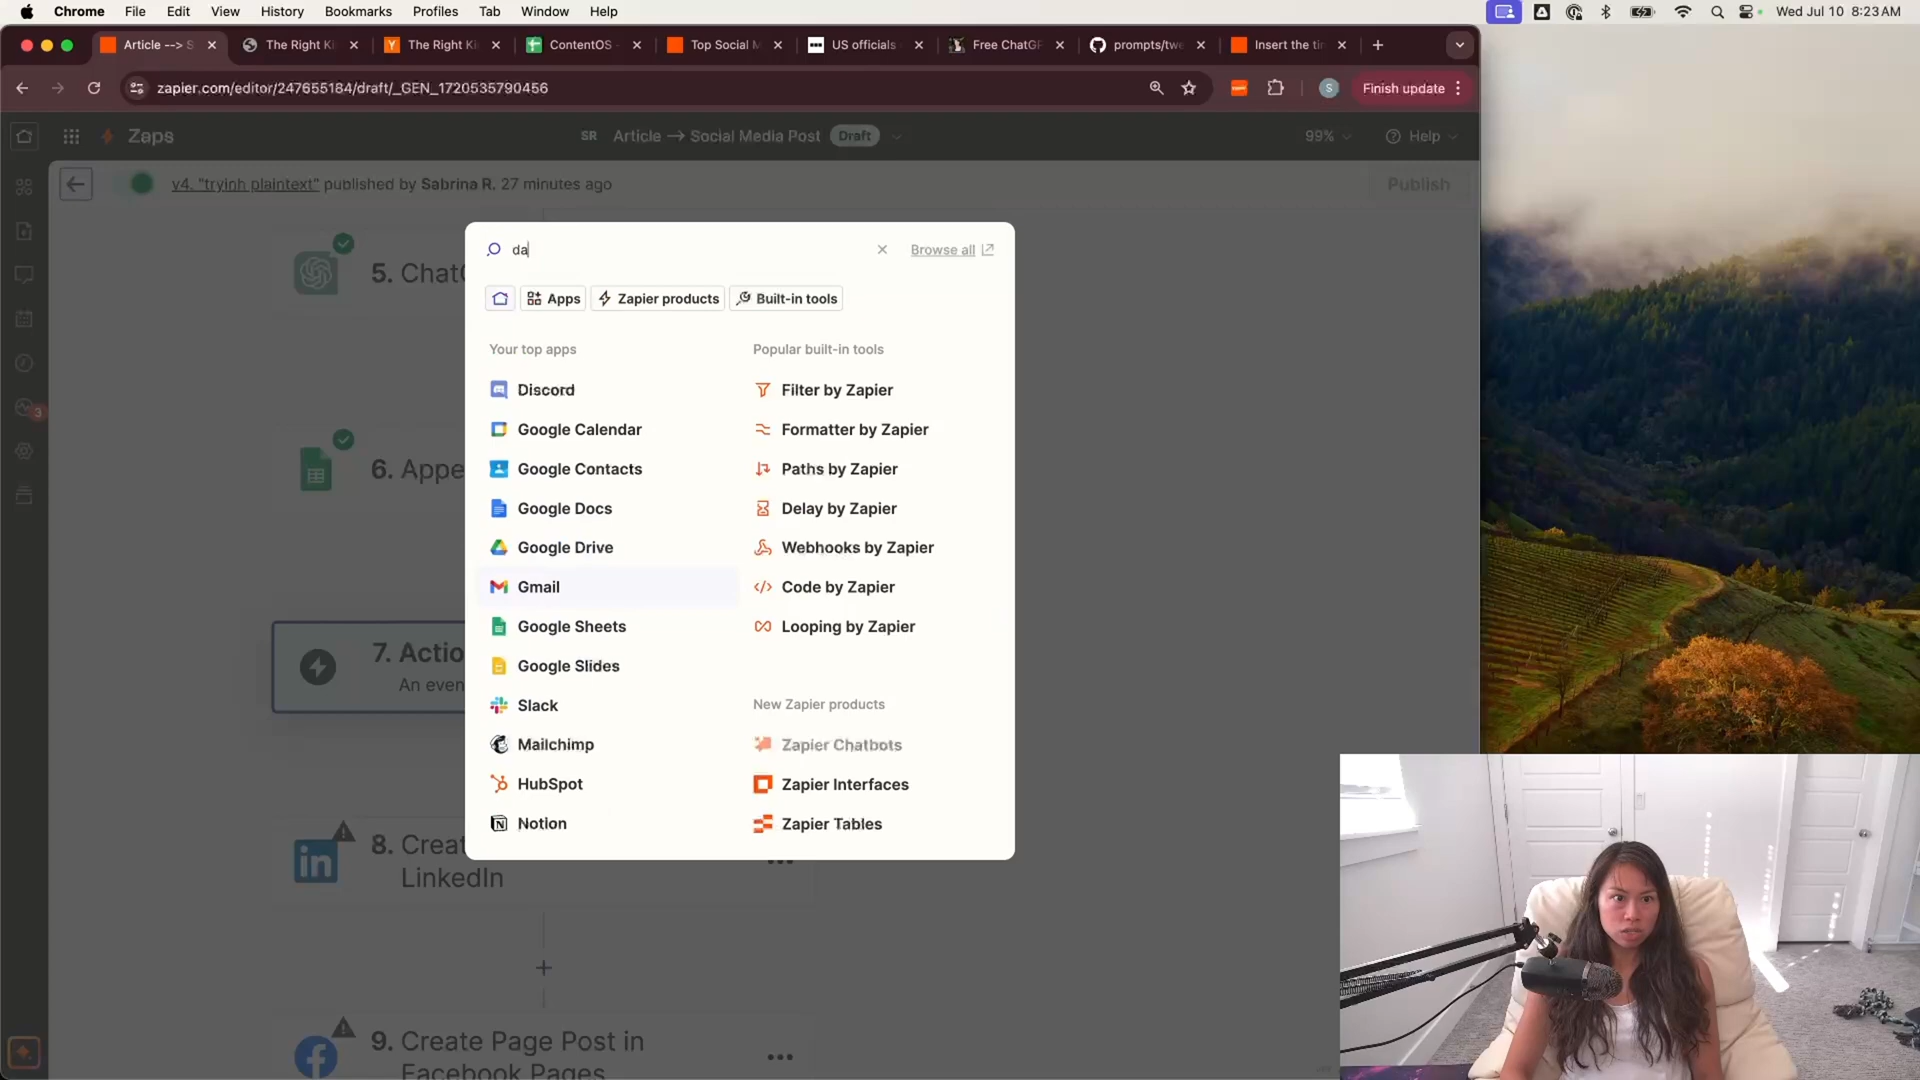 Chrome File Edit View History Bookmarks Profiles Tab Window Help Wed Jul 10 8:23 AM
Article --> S The Right Ki The Right Ki ContentOS - Top Social M US officials Free ChatGP prompts/twe Insert the tin
zapier.com/editor/247655184/draft/_GEN_1720535790456 S Finish update
Zaps SR Article --> Social Media Post Draft 99% Help
v4. "tryinh plaintext" published by Sabrina R. 27 minutes ago Publish
da Browse all
Apps Zapier products Built-in tools
Your top apps
Discord
Google Calendar
Google Contacts
Google Docs
Google Drive
Gmail
Google Sheets
Google Slides
Slack
Mailchimp
HubSpot
Notion
Popular built-in tools
Filter by Zapier
Formatter by Zapier
Paths by Zapier
Delay by Zapier
Webhooks by Zapier
Code by Zapier
Looping by Zapier
New Zapier products
Zapier Chatbots
Zapier Interfaces
Zapier Tables
3
5. Chat
6. Appe
7. Actio
An even
8. Crea
LinkedIn
9. Create Page Post in
Facebook Pages